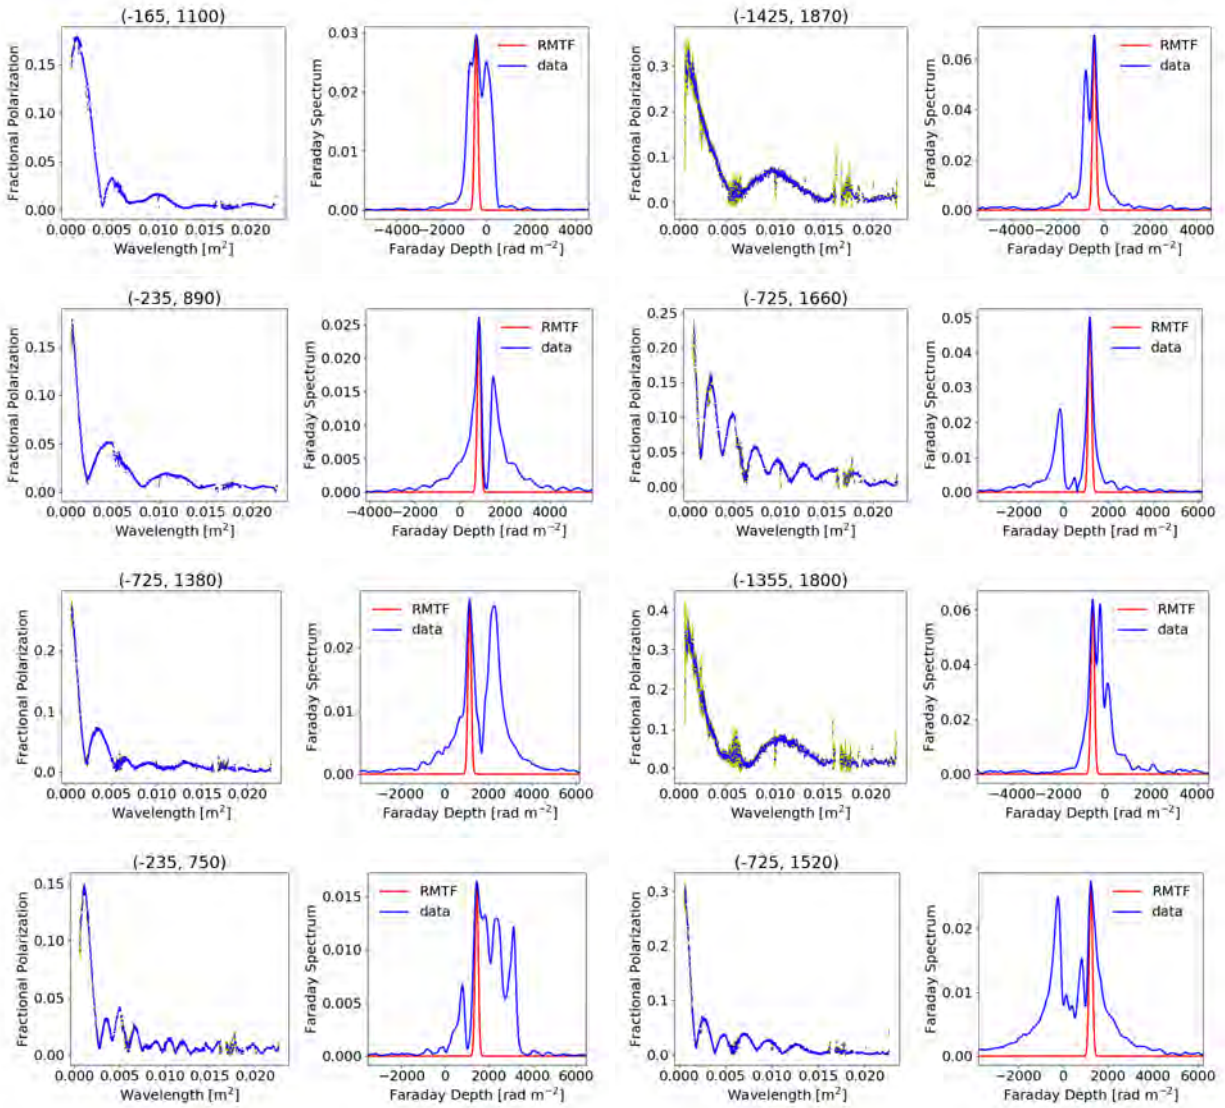 (-165, 1100)
Fractional Polarization
0.15
0.10
0.05
0.00
0.000 0.005 0.010 0.015 0.020
Wavelength [m²]
Faraday Spectrum
0.03
0.02
0.01
0.00
−4000 −2000 0 2000 4000
Faraday Depth [rad m⁻²]
RMTF
data
(-1425, 1870)
Fractional Polarization
0.3
0.2
0.1
0.0
0.000 0.005 0.010 0.015 0.020
Wavelength [m²]
Faraday Spectrum
0.06
0.04
0.02
0.00
−4000 −2000 0 2000 4000
Faraday Depth [rad m⁻²]
RMTF
data
(-235, 890)
Fractional Polarization
0.15
0.10
0.05
0.00
0.000 0.005 0.010 0.015 0.020
Wavelength [m²]
Faraday Spectrum
0.025
0.020
0.015
0.010
0.005
0.000
−4000 −2000 0 2000 4000
Faraday Depth [rad m⁻²]
RMTF
data
(-725, 1660)
Fractional Polarization
0.25
0.20
0.15
0.10
0.05
0.00
0.000 0.005 0.010 0.015 0.020
Wavelength [m²]
Faraday Spectrum
0.05
0.04
0.03
0.02
0.01
0.00
−2000 0 2000 4000 6000
Faraday Depth [rad m⁻²]
RMTF
data
(-725, 1380)
Fractional Polarization
0.2
0.1
0.0
0.000 0.005 0.010 0.015 0.020
Wavelength [m²]
Faraday Spectrum
0.02
0.01
0.00
−2000 0 2000 4000 6000
Faraday Depth [rad m⁻²]
RMTF
data
(-1355, 1800)
Fractional Polarization
0.4
0.3
0.2
0.1
0.0
0.000 0.005 0.010 0.015 0.020
Wavelength [m²]
Faraday Spectrum
0.06
0.04
0.02
0.00
−4000 −2000 0 2000 4000
Faraday Depth [rad m⁻²]
RMTF
data
(-235, 750)
Fractional Polarization
0.15
0.10
0.05
0.00
0.000 0.005 0.010 0.015 0.020
Wavelength [m²]
Faraday Spectrum
0.015
0.010
0.005
0.000
−2000 0 2000 4000 6000
Faraday Depth [rad m⁻²]
RMTF
data
(-725, 1520)
Fractional Polarization
0.3
0.2
0.1
0.0
0.000 0.005 0.010 0.015 0.020
Wavelength [m²]
Faraday Spectrum
0.02
0.01
0.00
−2000 0 2000 4000 6000
Faraday Depth [rad m⁻²]
RMTF
data